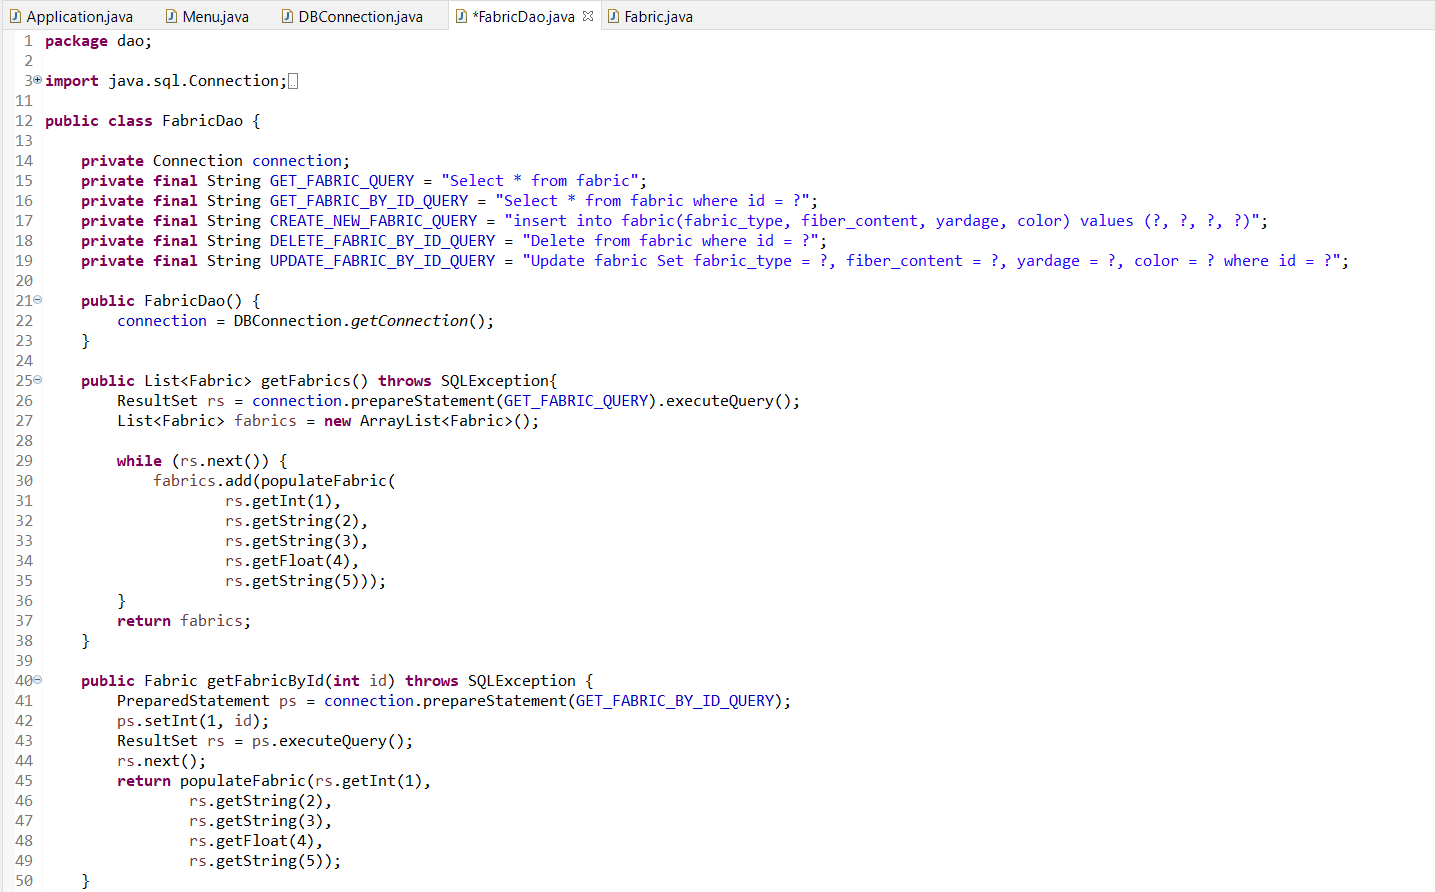 Application.java Menu.java DBConnection.java *FabricDao.java Fabric.java
1 package dao;
2
3 import java.sql.Connection;
11
12 public class FabricDao {
13
14     private Connection connection;
15     private final String GET_FABRIC_QUERY = "Select * from fabric";
16     private final String GET_FABRIC_BY_ID_QUERY = "Select * from fabric where id = ?";
17     private final String CREATE_NEW_FABRIC_QUERY = "insert into fabric(fabric_type, fiber_content, yardage, color) values (?, ?, ?, ?)";
18     private final String DELETE_FABRIC_BY_ID_QUERY = "Delete from fabric where id = ?";
19     private final String UPDATE_FABRIC_BY_ID_QUERY = "Update fabric Set fabric_type = ?, fiber_content = ?, yardage = ?, color = ? where id = ?";
20
21     public FabricDao() {
22         connection = DBConnection.getConnection();
23     }
24
25     public List<Fabric> getFabrics() throws SQLException{
26         ResultSet rs = connection.prepareStatement(GET_FABRIC_QUERY).executeQuery();
27         List<Fabric> fabrics = new ArrayList<Fabric>();
28
29         while (rs.next()) {
30             fabrics.add(populateFabric(
31                     rs.getInt(1),
32                     rs.getString(2),
33                     rs.getString(3),
34                     rs.getFloat(4),
35                     rs.getString(5)));
36         }
37         return fabrics;
38     }
39
40     public Fabric getFabricById(int id) throws SQLException {
41         PreparedStatement ps = connection.prepareStatement(GET_FABRIC_BY_ID_QUERY);
42         ps.setInt(1, id);
43         ResultSet rs = ps.executeQuery();
44         rs.next();
45         return populateFabric(rs.getInt(1),
46                 rs.getString(2),
47                 rs.getString(3),
48                 rs.getFloat(4),
49                 rs.getString(5));
50     }